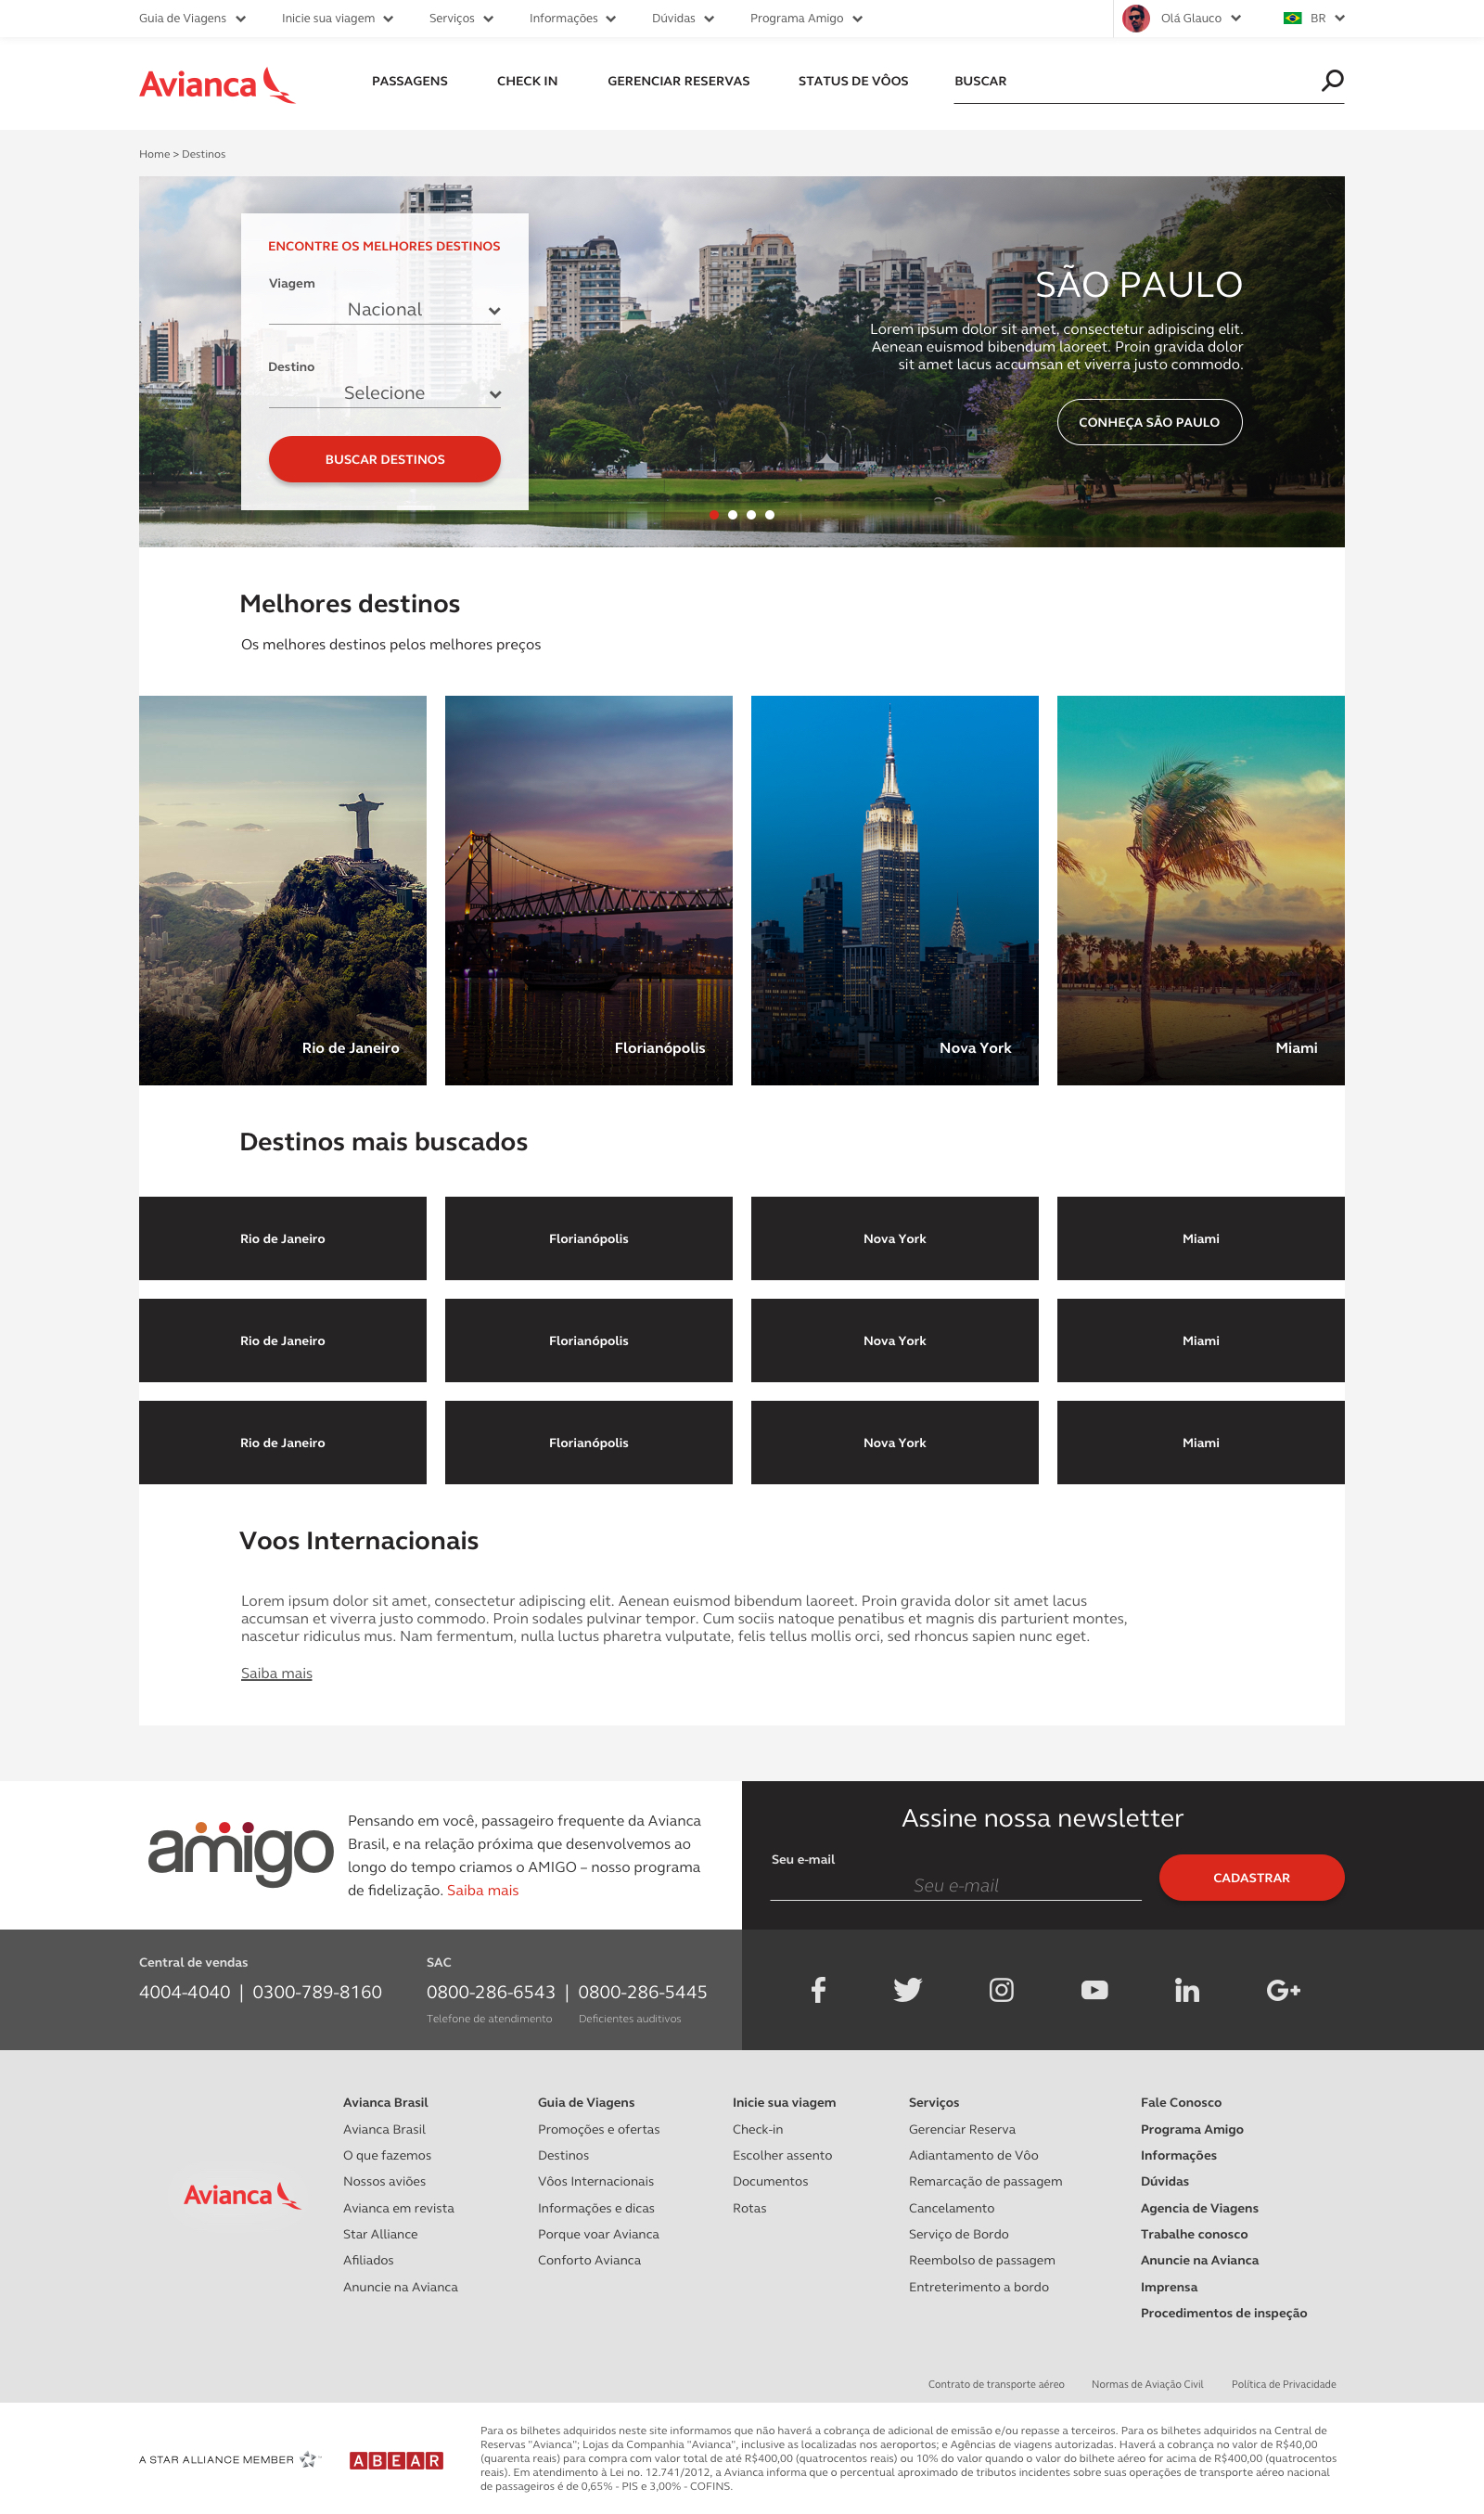 Guia de Viagens Inicie sua viagem Serviços Informações Dúvidas Programa Amigo Olá Glauco BR
Avianca PASSAGENS CHECK IN GERENCIAR RESERVAS STATUS DE VÔOS BUSCAR
Home > Destinos
ENCONTRE OS MELHORES DESTINOS
Viagem
Nacional
Destino
Selecione
BUSCAR DESTINOS
SÃO PAULO
Lorem ipsum dolor sit amet, consectetur adipiscing elit.
Aenean euismod bibendum laoreet. Proin gravida dolor
sit amet lacus accumsan et viverra justo commodo.
CONHEÇA SÃO PAULO
Melhores destinos
Os melhores destinos pelos melhores preços
Rio de Janeiro Florianópolis Nova York Miami
Destinos mais buscados
Rio de Janeiro Florianópolis Nova York Miami
Rio de Janeiro Florianópolis Nova York Miami
Rio de Janeiro Florianópolis Nova York Miami
Voos Internacionais
Lorem ipsum dolor sit amet, consectetur adipiscing elit. Aenean euismod bibendum laoreet. Proin gravida dolor sit amet lacus
accumsan et viverra justo commodo. Proin sodales pulvinar tempor. Cum sociis natoque penatibus et magnis dis parturient montes,
nascetur ridiculus mus. Nam fermentum, nulla luctus pharetra vulputate, felis tellus mollis orci, sed rhoncus sapien nunc eget.
Saiba mais
amigo
Pensando em você, passageiro frequente da Avianca
Brasil, e na relação próxima que desenvolvemos ao
longo do tempo criamos o AMIGO – nosso programa
de fidelização. Saiba mais
Assine nossa newsletter
Seu e-mail
Seu e-mail
CADASTRAR
Central de vendas
4004-4040 | 0300-789-8160
SAC
0800-286-6543 | 0800-286-5445
Telefone de atendimento Deficientes auditivos
Avianca
Avianca Brasil
Avianca Brasil
O que fazemos
Nossos aviões
Avianca em revista
Star Alliance
Afiliados
Anuncie na Avianca
Guia de Viagens
Promoções e ofertas
Destinos
Vôos Internacionais
Informações e dicas
Porque voar Avianca
Conforto Avianca
Inicie sua viagem
Check-in
Escolher assento
Documentos
Rotas
Serviços
Gerenciar Reserva
Adiantamento de Vôo
Remarcação de passagem
Cancelamento
Serviço de Bordo
Reembolso de passagem
Entreterimento a bordo
Fale Conosco
Programa Amigo
Informações
Dúvidas
Agencia de Viagens
Trabalhe conosco
Anuncie na Avianca
Imprensa
Procedimentos de inspeção
Contrato de transporte aéreo Normas de Aviação Civil Política de Privacidade
A STAR ALLIANCE MEMBER
ABEAR
Para os bilhetes adquiridos neste site informamos que não haverá a cobrança de adicional de emissão e/ou repasse a terceiros. Para os bilhetes adquiridos na Central de
Reservas "Avianca"; Lojas da Companhia "Avianca", inclusive as localizadas nos aeroportos; e Agências de viagens autorizadas. Haverá a cobrança no valor de R$40,00
(quarenta reais) para compra com valor total de até R$400,00 (quatrocentos reais) ou 10% do valor quando o valor do bilhete aéreo for acima de R$400,00 (quatrocentos
reais). Em atendimento à Lei no. 12.741/2012, a Avianca informa que o percentual aproximado de tributos incidentes sobre suas operações de transporte aéreo nacional
de passageiros é de 0,65% - PIS e 3,00% - COFINS.